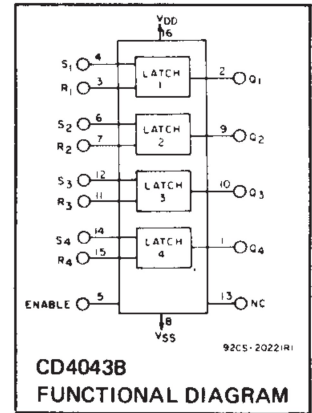 VDD
16
S1 4
R1 3
LATCH
1
2 Q1
S2 6
R2 7
LATCH
2
9 Q2
S3 12
R3 11
LATCH
3
10 Q3
S4 14
R4 15
LATCH
4
1 Q4
ENABLE 5
13 NC
8
VSS
92CS-20221R1
CD4043B
FUNCTIONAL DIAGRAM